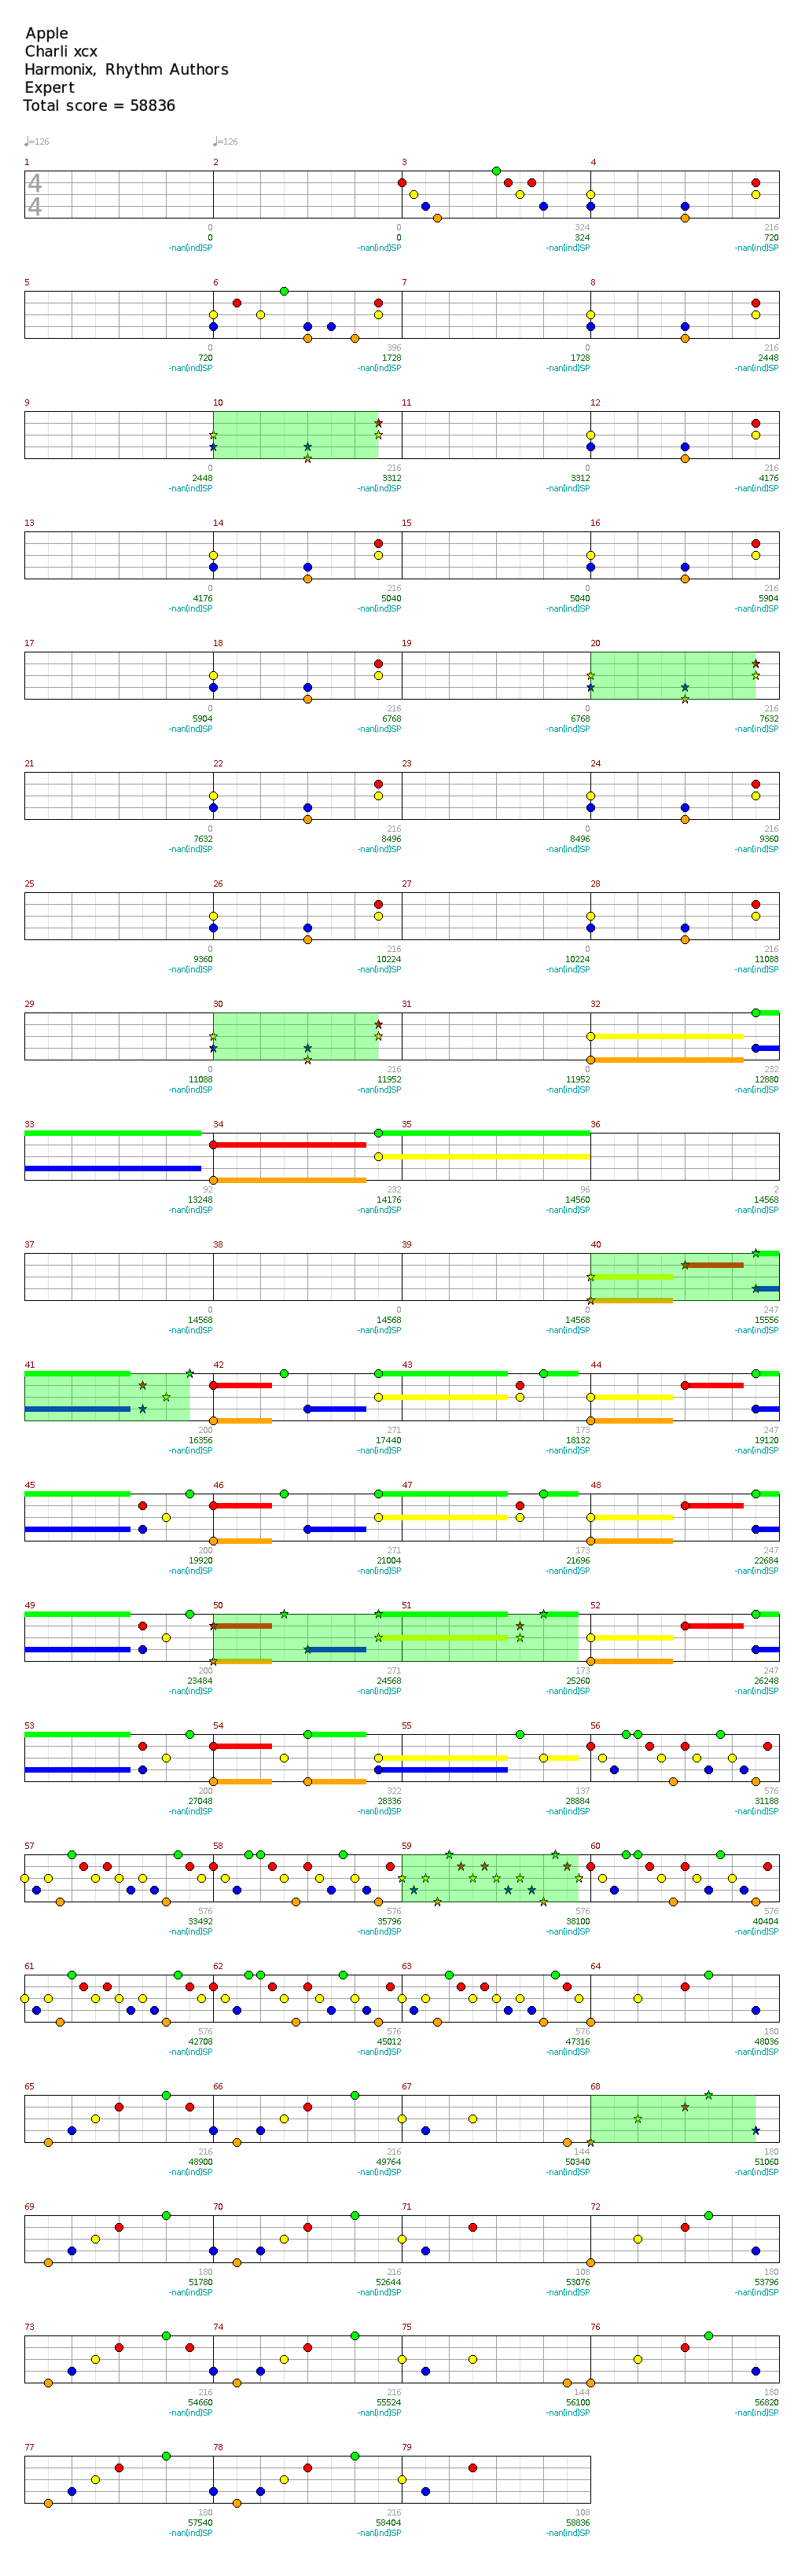 Apple
Charli xcx
Harmonix, Rhythm Authors
Expert
Total score = 58836
♩=126 ♩=126
1 2 3 4
4
4
0 0 324 216
0 0 324 720
-nan(ind)SP -nan(ind)SP -nan(ind)SP -nan(ind)SP
5 6 7 8
0 396 0 216
720 1728 1728 2448
-nan(ind)SP -nan(ind)SP -nan(ind)SP -nan(ind)SP
9 10 11 12
0 216 0 216
2448 3312 3312 4176
-nan(ind)SP -nan(ind)SP -nan(ind)SP -nan(ind)SP
13 14 15 16
0 216 0 216
4176 5040 5040 5904
-nan(ind)SP -nan(ind)SP -nan(ind)SP -nan(ind)SP
17 18 19 20
0 216 0 216
5904 6768 6768 7632
-nan(ind)SP -nan(ind)SP -nan(ind)SP -nan(ind)SP
21 22 23 24
0 216 0 216
7632 8496 8496 9360
-nan(ind)SP -nan(ind)SP -nan(ind)SP -nan(ind)SP
25 26 27 28
0 216 0 216
9360 10224 10224 11088
-nan(ind)SP -nan(ind)SP -nan(ind)SP -nan(ind)SP
29 30 31 32
0 216 0 232
11088 11952 11952 12880
-nan(ind)SP -nan(ind)SP -nan(ind)SP -nan(ind)SP
33 34 35 36
92 232 96 2
13248 14176 14560 14568
-nan(ind)SP -nan(ind)SP -nan(ind)SP -nan(ind)SP
37 38 39 40
0 0 0 247
14568 14568 14568 15556
-nan(ind)SP -nan(ind)SP -nan(ind)SP -nan(ind)SP
41 42 43 44
200 271 173 247
16356 17440 18132 19120
-nan(ind)SP -nan(ind)SP -nan(ind)SP -nan(ind)SP
45 46 47 48
200 271 173 247
19920 21004 21696 22684
-nan(ind)SP -nan(ind)SP -nan(ind)SP -nan(ind)SP
49 50 51 52
200 271 173 247
23484 24568 25260 26248
-nan(ind)SP -nan(ind)SP -nan(ind)SP -nan(ind)SP
53 54 55 56
200 322 137 576
27048 28336 28884 31188
-nan(ind)SP -nan(ind)SP -nan(ind)SP -nan(ind)SP
57 58 59 60
576 576 576 576
33492 35796 38100 40404
-nan(ind)SP -nan(ind)SP -nan(ind)SP -nan(ind)SP
61 62 63 64
576 576 576 180
42708 45012 47316 48036
-nan(ind)SP -nan(ind)SP -nan(ind)SP -nan(ind)SP
65 66 67 68
216 216 144 180
48900 49764 50340 51060
-nan(ind)SP -nan(ind)SP -nan(ind)SP -nan(ind)SP
69 70 71 72
180 216 108 180
51780 52644 53076 53796
-nan(ind)SP -nan(ind)SP -nan(ind)SP -nan(ind)SP
73 74 75 76
216 216 144 180
54660 55524 56100 56820
-nan(ind)SP -nan(ind)SP -nan(ind)SP -nan(ind)SP
77 78 79
180 216 108
57540 58404 58836
-nan(ind)SP -nan(ind)SP -nan(ind)SP